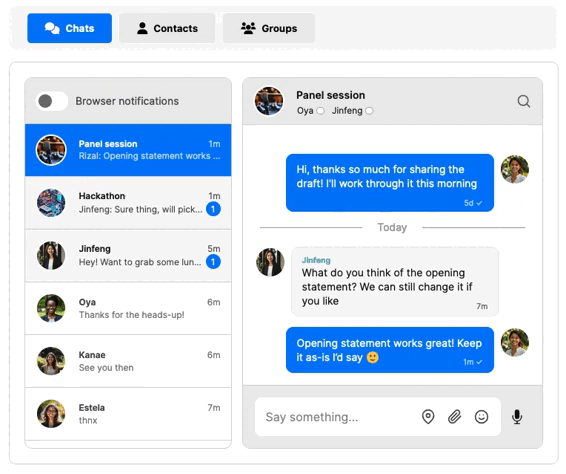 Chats
Contacts
Groups
Browser notifications
Panel session 1m
Rizal: Opening statement works ...
Hackathon 1m
Jinfeng: Sure thing, will pick... 1
Jinfeng 5m
Hey! Want to grab some lun... 1
Oya 6m
Thanks for the heads-up!
Kanae 6m
See you then
Estela 7m
thnx
Panel session
Oya Jinfeng
Hi, thanks so much for sharing the
draft! I'll work through it this morning
5d ✓
Today
Jinfeng
What do you think of the opening
statement? We can still change it if
you like
7m
Opening statement works great! Keep
it as-is I'd say 🙂
1m ✓
Say something...